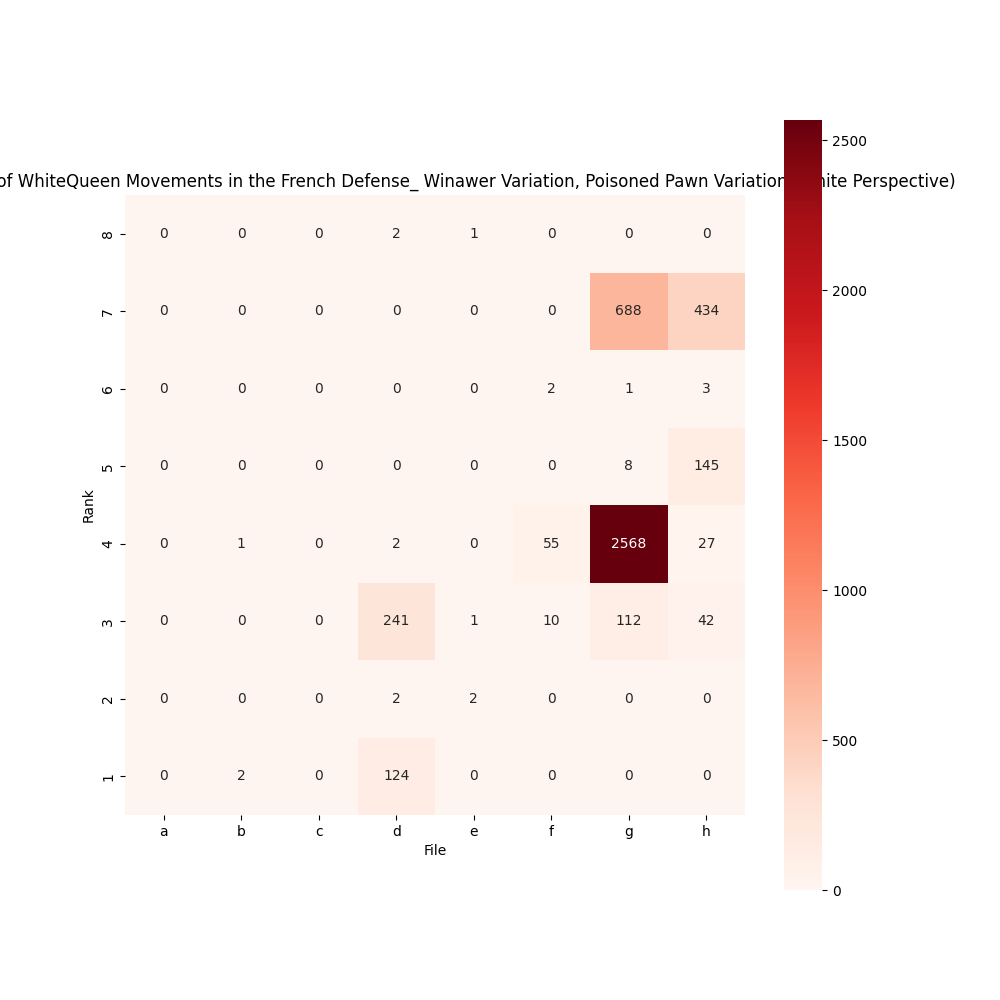 of WhiteQueen Movements in the French Defense_ Winawer Variation, Poisoned Pawn Variation Perspective)
2500
2000
1500
1000
500
0
8 0 0 0 2 1 0 0 0
7 0 0 0 0 0 0 688 434
6 0 0 0 0 0 2 1 3
5 0 0 0 0 0 0 8 145
4 0 1 0 2 0 55 2568 27
3 0 0 0 241 1 10 112 42
2 0 0 0 2 2 0 0 0
1 0 2 0 124 0 0 0 0
a b c d e f g h
File
Rank